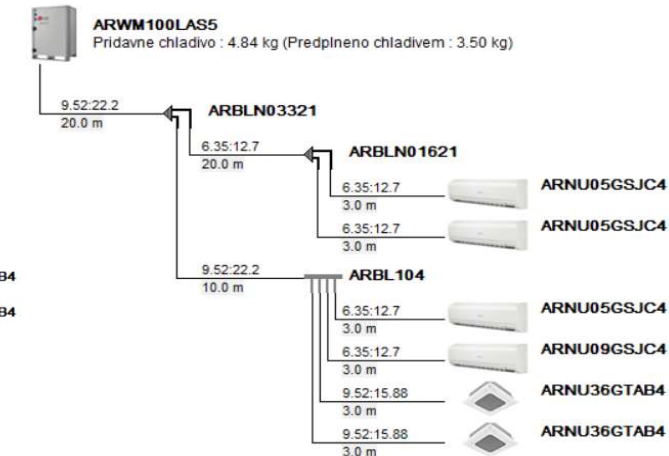 ARWM100LAS5
Pridavne chladivo : 4.84 kg (Predplneno chladivem : 3.50 kg)
9.52:22.2
20.0 m
ARBLN03321
6.35:12.7
20.0 m
ARBLN01621
6.35:12.7
3.0 m
ARNU05GSJC4
6.35:12.7
3.0 m
ARNU05GSJC4
B4
9.52:22.2
10.0 m
ARBL104
B4
6.35:12.7
3.0 m
ARNU05GSJC4
6.35:12.7
3.0 m
ARNU09GSJC4
9.52:15.88
3.0 m
ARNU36GTAB4
9.52:15.88
3.0 m
ARNU36GTAB4